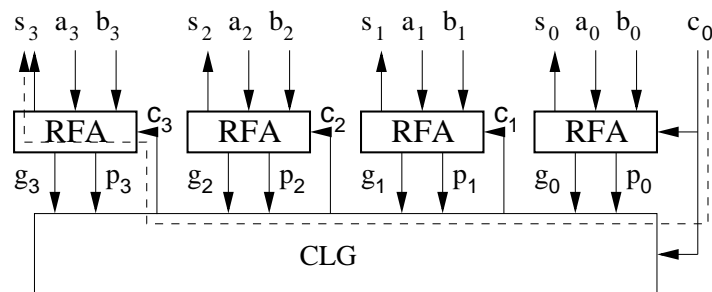 s₃ a₃ b₃ s₂ a₂ b₂ s₁ a₁ b₁ s₀ a₀ b₀ c₀
RFA c₃ RFA c₂ RFA c₁ RFA
g₃ p₃ g₂ p₂ g₁ p₁ g₀ p₀
CLG